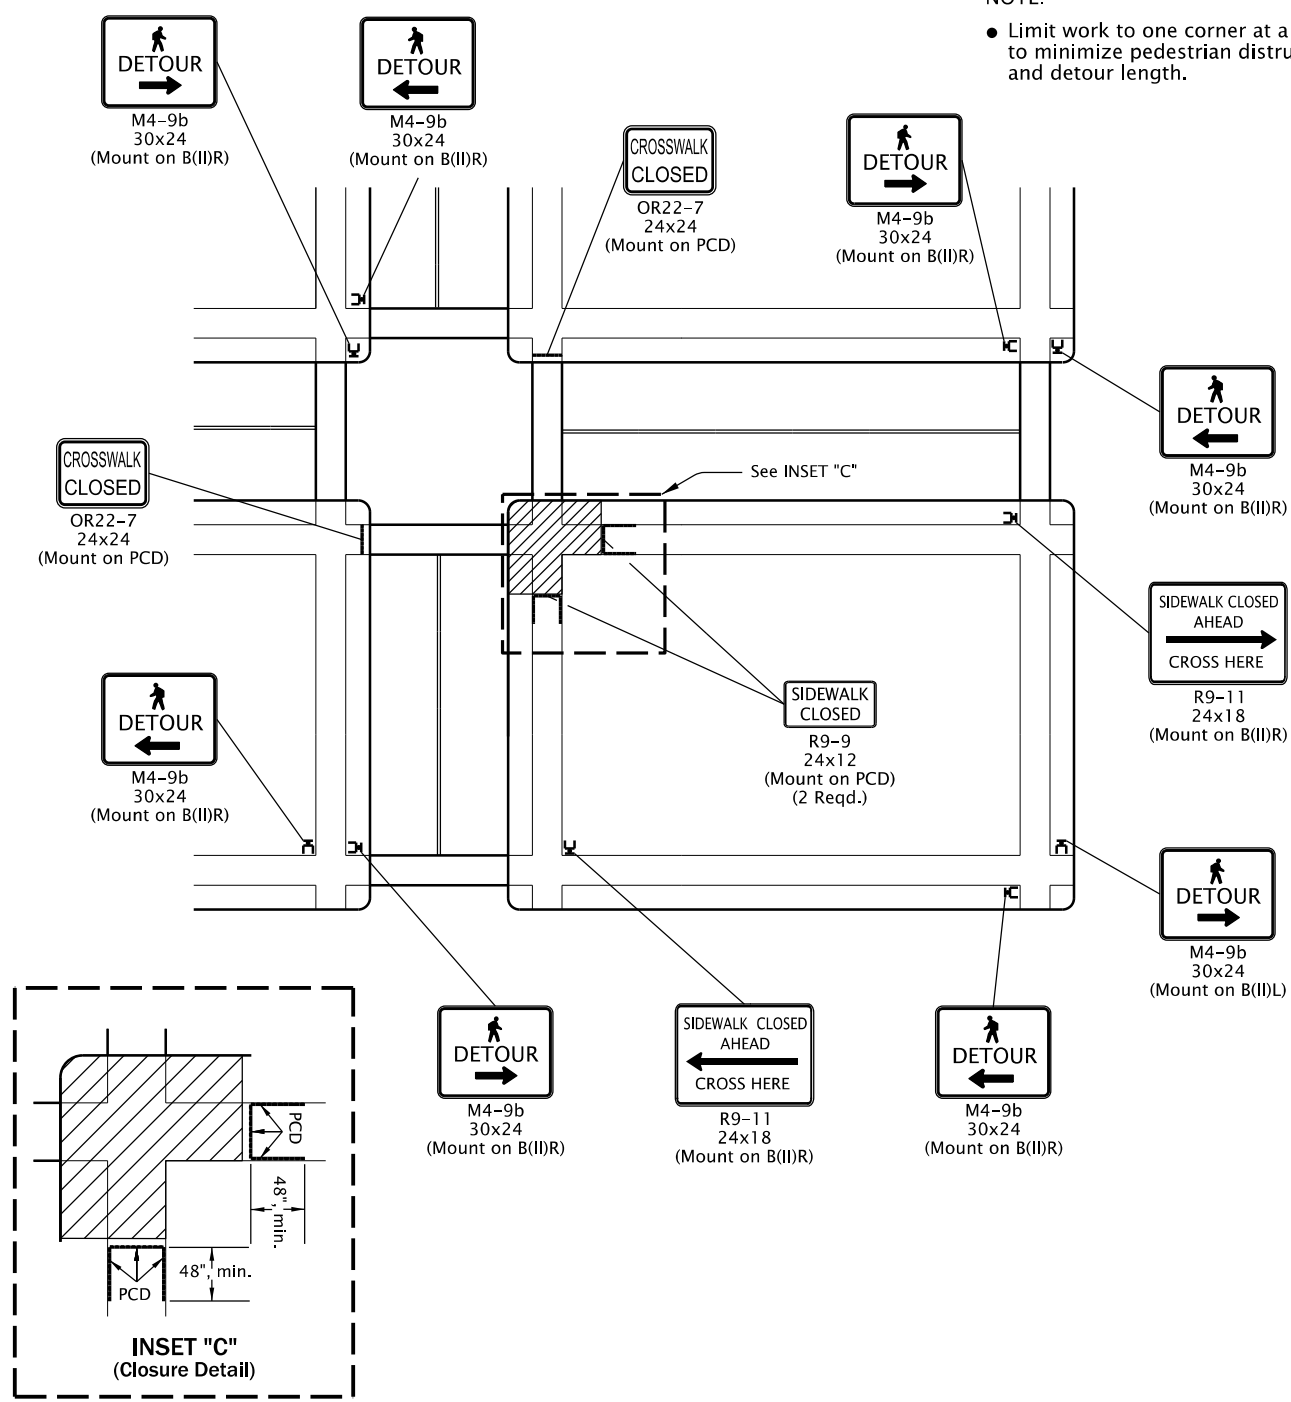 NOTE:
● Limit work to one corner at a
to minimize pedestrian distru
and detour length.
DETOUR
M4-9b
30x24
(Mount on B(II)R)
DETOUR
M4-9b
30x24
(Mount on B(II)R)
CROSSWALK
CLOSED
OR22-7
24x24
(Mount on PCD)
DETOUR
M4-9b
30x24
(Mount on B(II)R)
DETOUR
M4-9b
30x24
(Mount on B(II)R)
CROSSWALK
CLOSED
OR22-7
24x24
(Mount on PCD)
See INSET "C"
SIDEWALK CLOSED
AHEAD
CROSS HERE
R9-11
24x18
(Mount on B(II)R)
SIDEWALK
CLOSED
R9-9
24x12
(Mount on PCD)
(2 Reqd.)
DETOUR
M4-9b
30x24
(Mount on B(II)R)
DETOUR
M4-9b
30x24
(Mount on B(II)L)
DETOUR
M4-9b
30x24
(Mount on B(II)R)
SIDEWALK CLOSED
AHEAD
CROSS HERE
R9-11
24x18
(Mount on B(II)R)
DETOUR
M4-9b
30x24
(Mount on B(II)R)
PCD
48", min.
48", min.
PCD
INSET "C"
(Closure Detail)